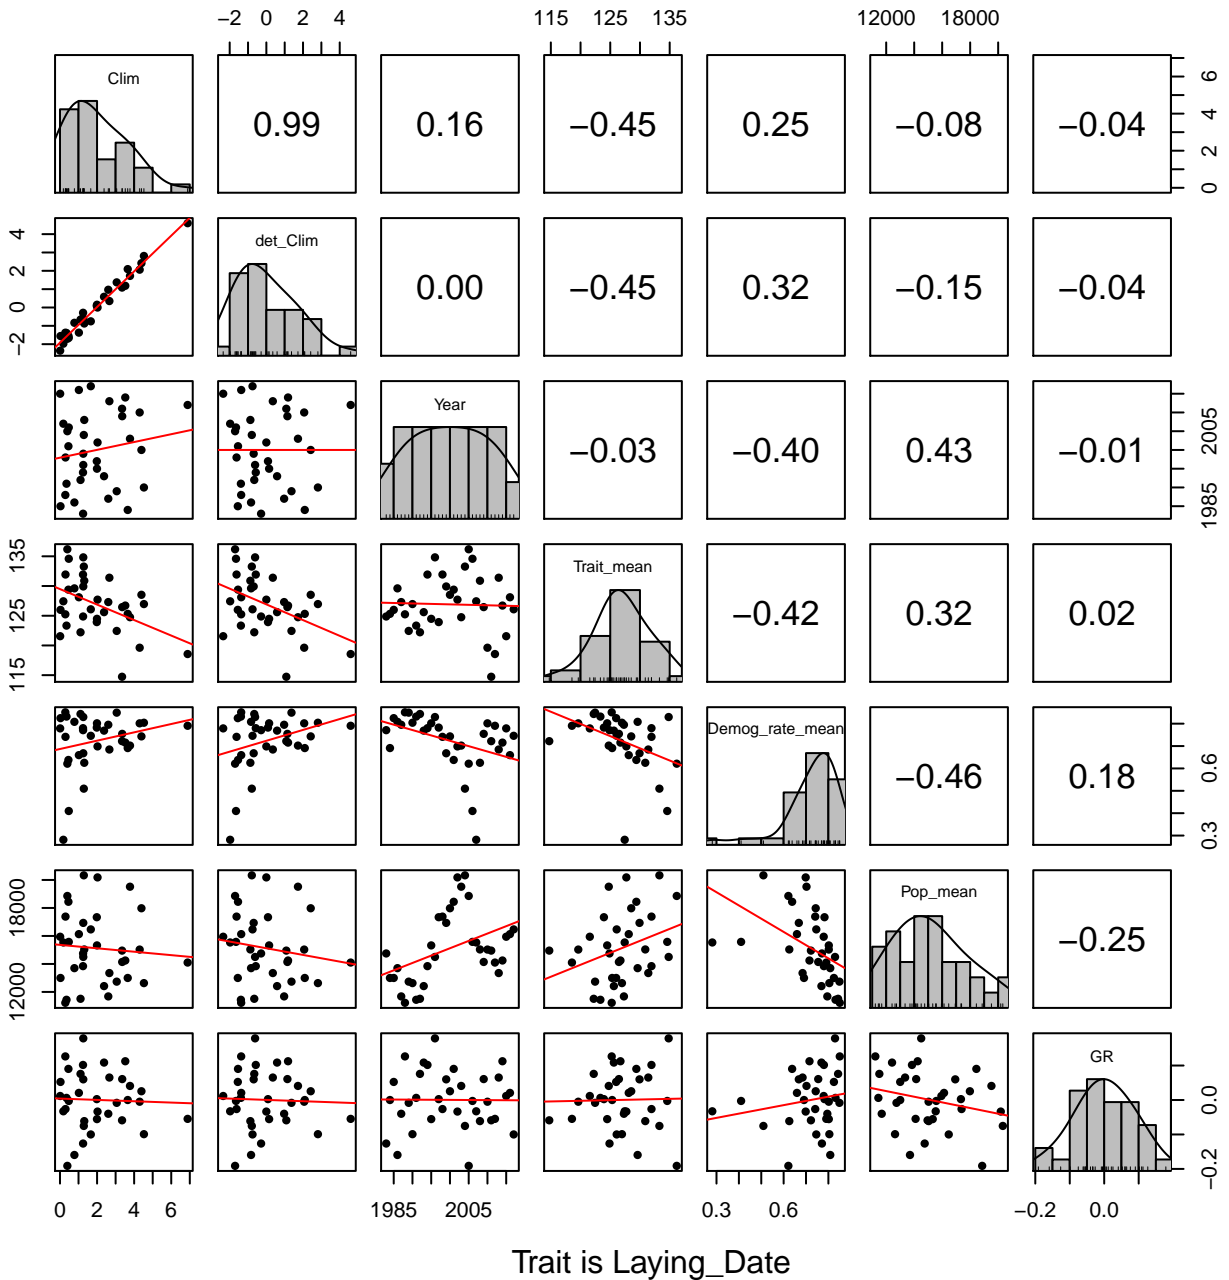 −2 0 2 4 115 125 135 12000 18000
Clim 0.99 0.16 −0.45 0.25 −0.08 −0.04 0 2 4 6
−2 0 2 4 det_Clim 0.00 −0.45 0.32 −0.15 −0.04
Year −0.03 −0.40 0.43 −0.01 1985 2005
115 125 135 Trait_mean −0.42 0.32 0.02
Demog_rate_mean −0.46 0.18 0.3 0.6
12000 18000 Pop_mean −0.25
GR −0.2 0.0
0 2 4 6 1985 2005 0.3 0.6 −0.2 0.0
Trait is Laying_Date